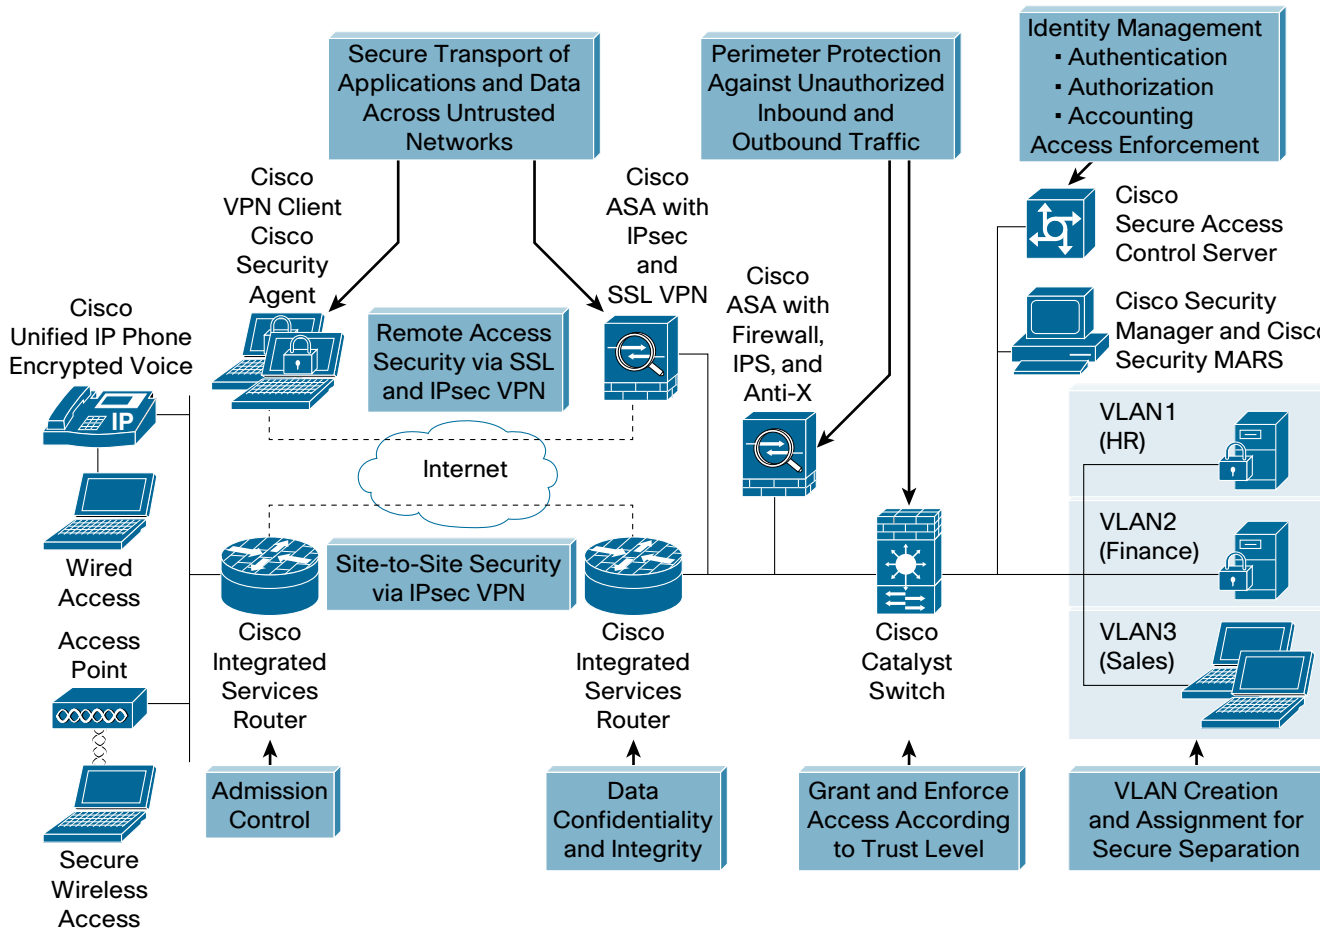 Secure Transport of
Applications and Data
Across Untrusted
Networks
Perimeter Protection
Against Unauthorized
Inbound and
Outbound Traffic
Identity Management
▪ Authentication
▪ Authorization
▪ Accounting
Access Enforcement
Cisco
VPN Client
Cisco
Security
Agent
Cisco
ASA with
IPsec
and
SSL VPN
Cisco
ASA with
Firewall,
IPS, and
Anti-X
Cisco
Secure Access
Control Server
Cisco Security
Manager and Cisco
Security MARS
Cisco
Unified IP Phone
Encrypted Voice
IP
Remote Access
Security via SSL
and IPsec VPN
Internet
Site-to-Site Security
via IPsec VPN
Wired
Access
Access
Point
Secure
Wireless
Access
Cisco
Integrated
Services
Router
Cisco
Integrated
Services
Router
Cisco
Catalyst
Switch
VLAN1
(HR)
VLAN2
(Finance)
VLAN3
(Sales)
Admission
Control
Data
Confidentiality
and Integrity
Grant and Enforce
Access According
to Trust Level
VLAN Creation
and Assignment for
Secure Separation